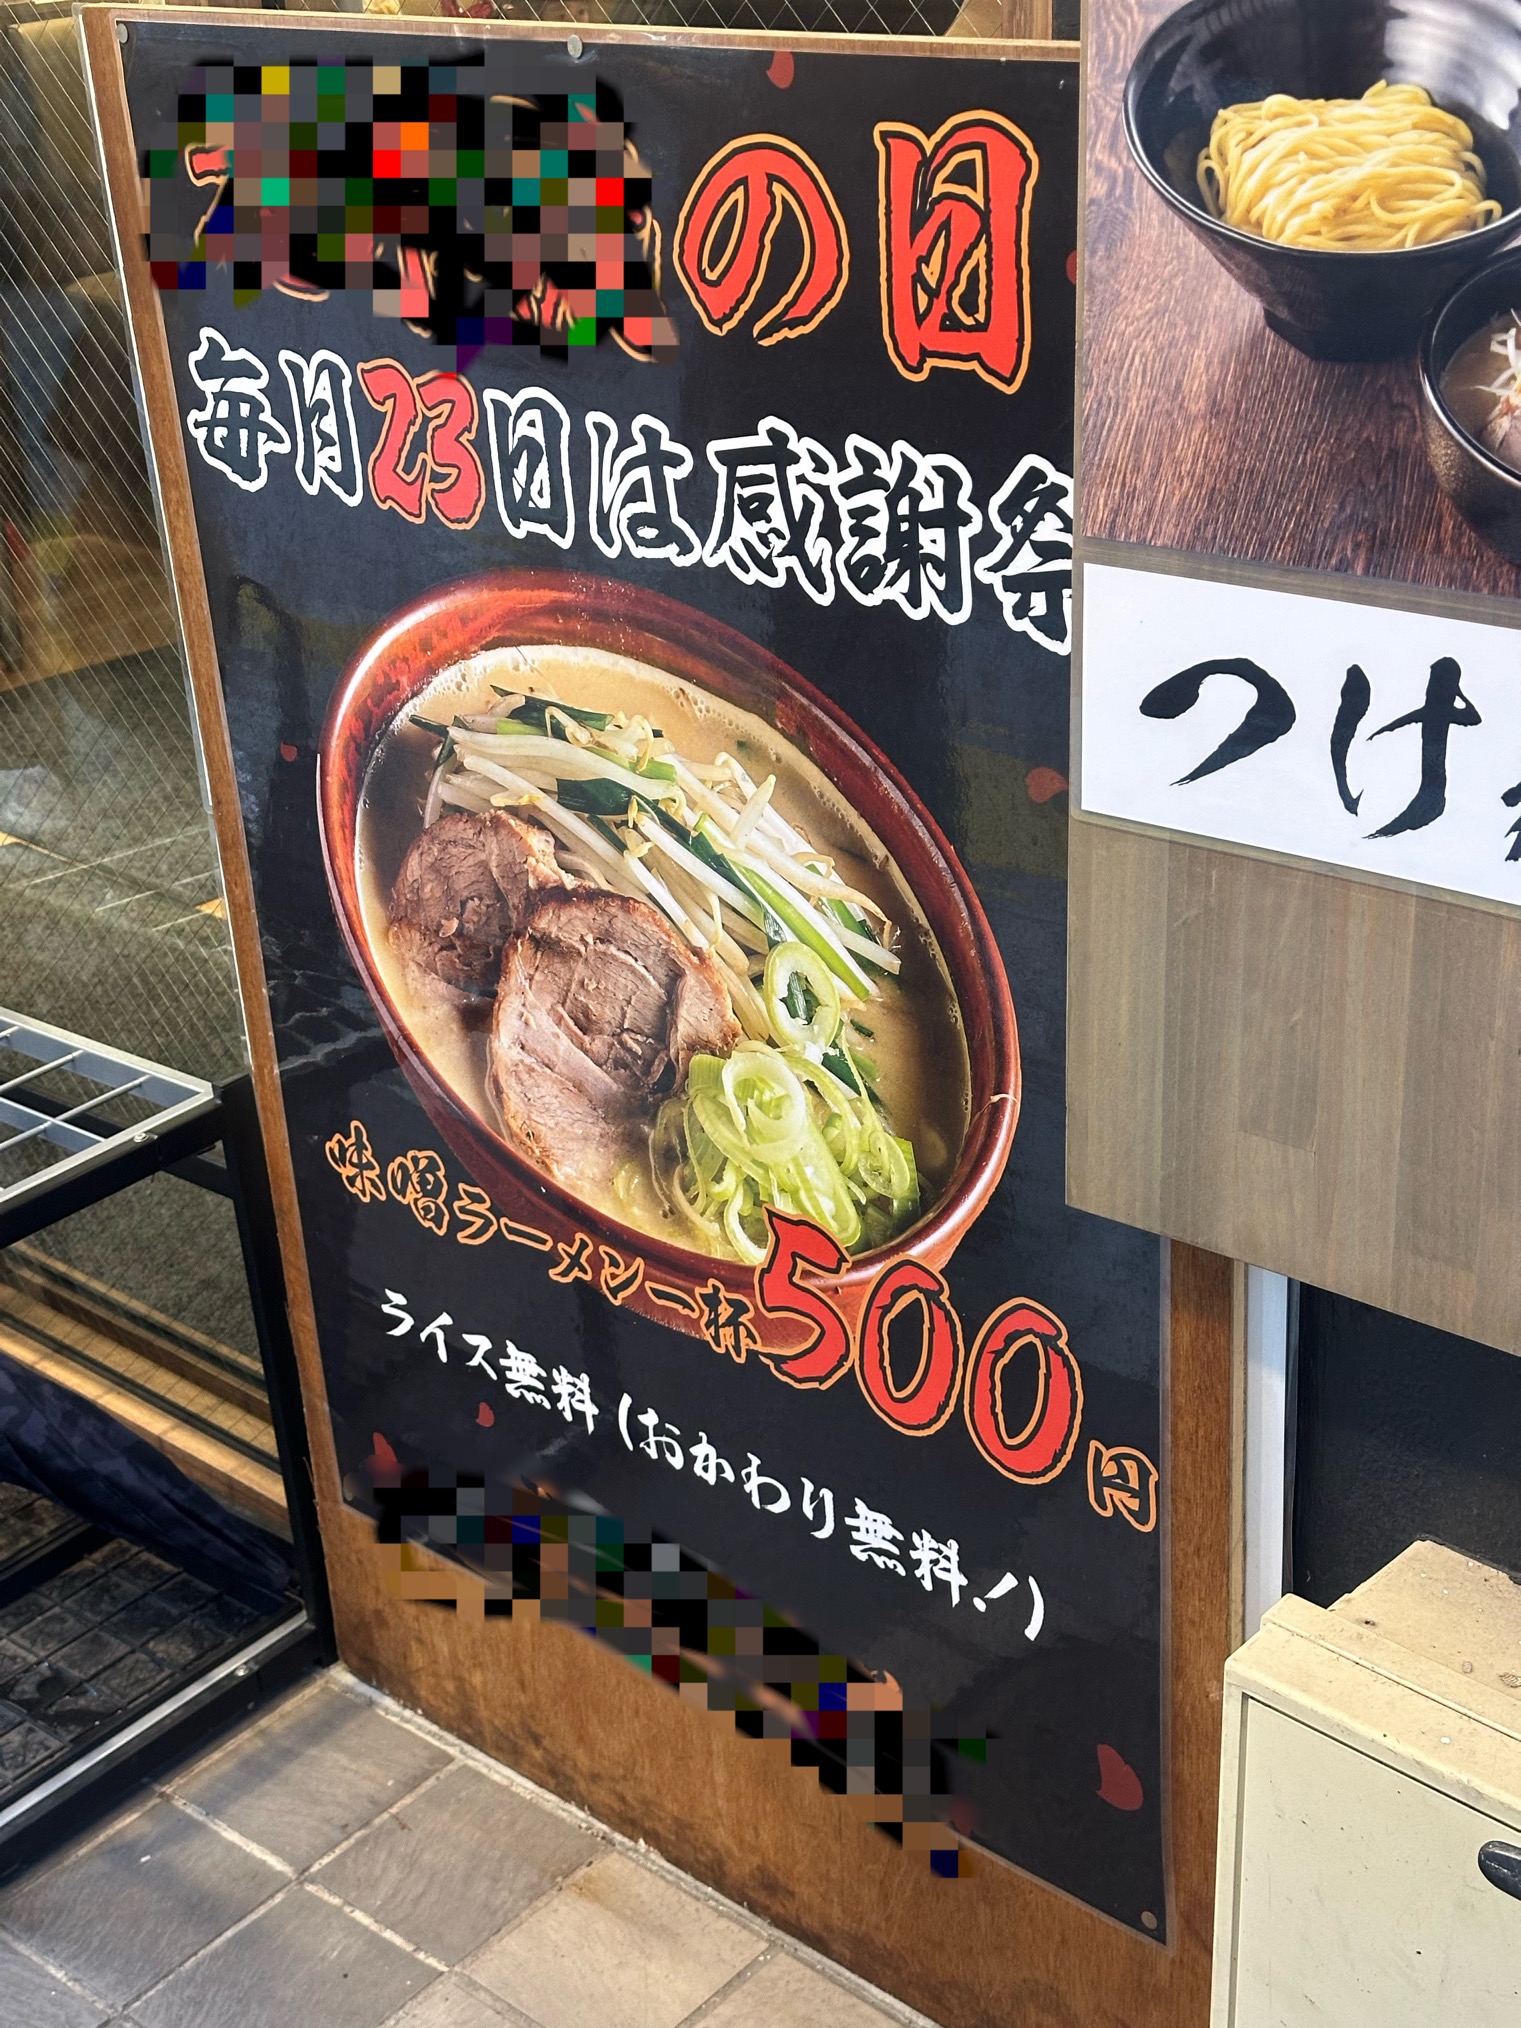 の日
毎月23日は感謝祭
味噌ラーメン一杯500円
ライス無料(おかわり無料!)
つけ